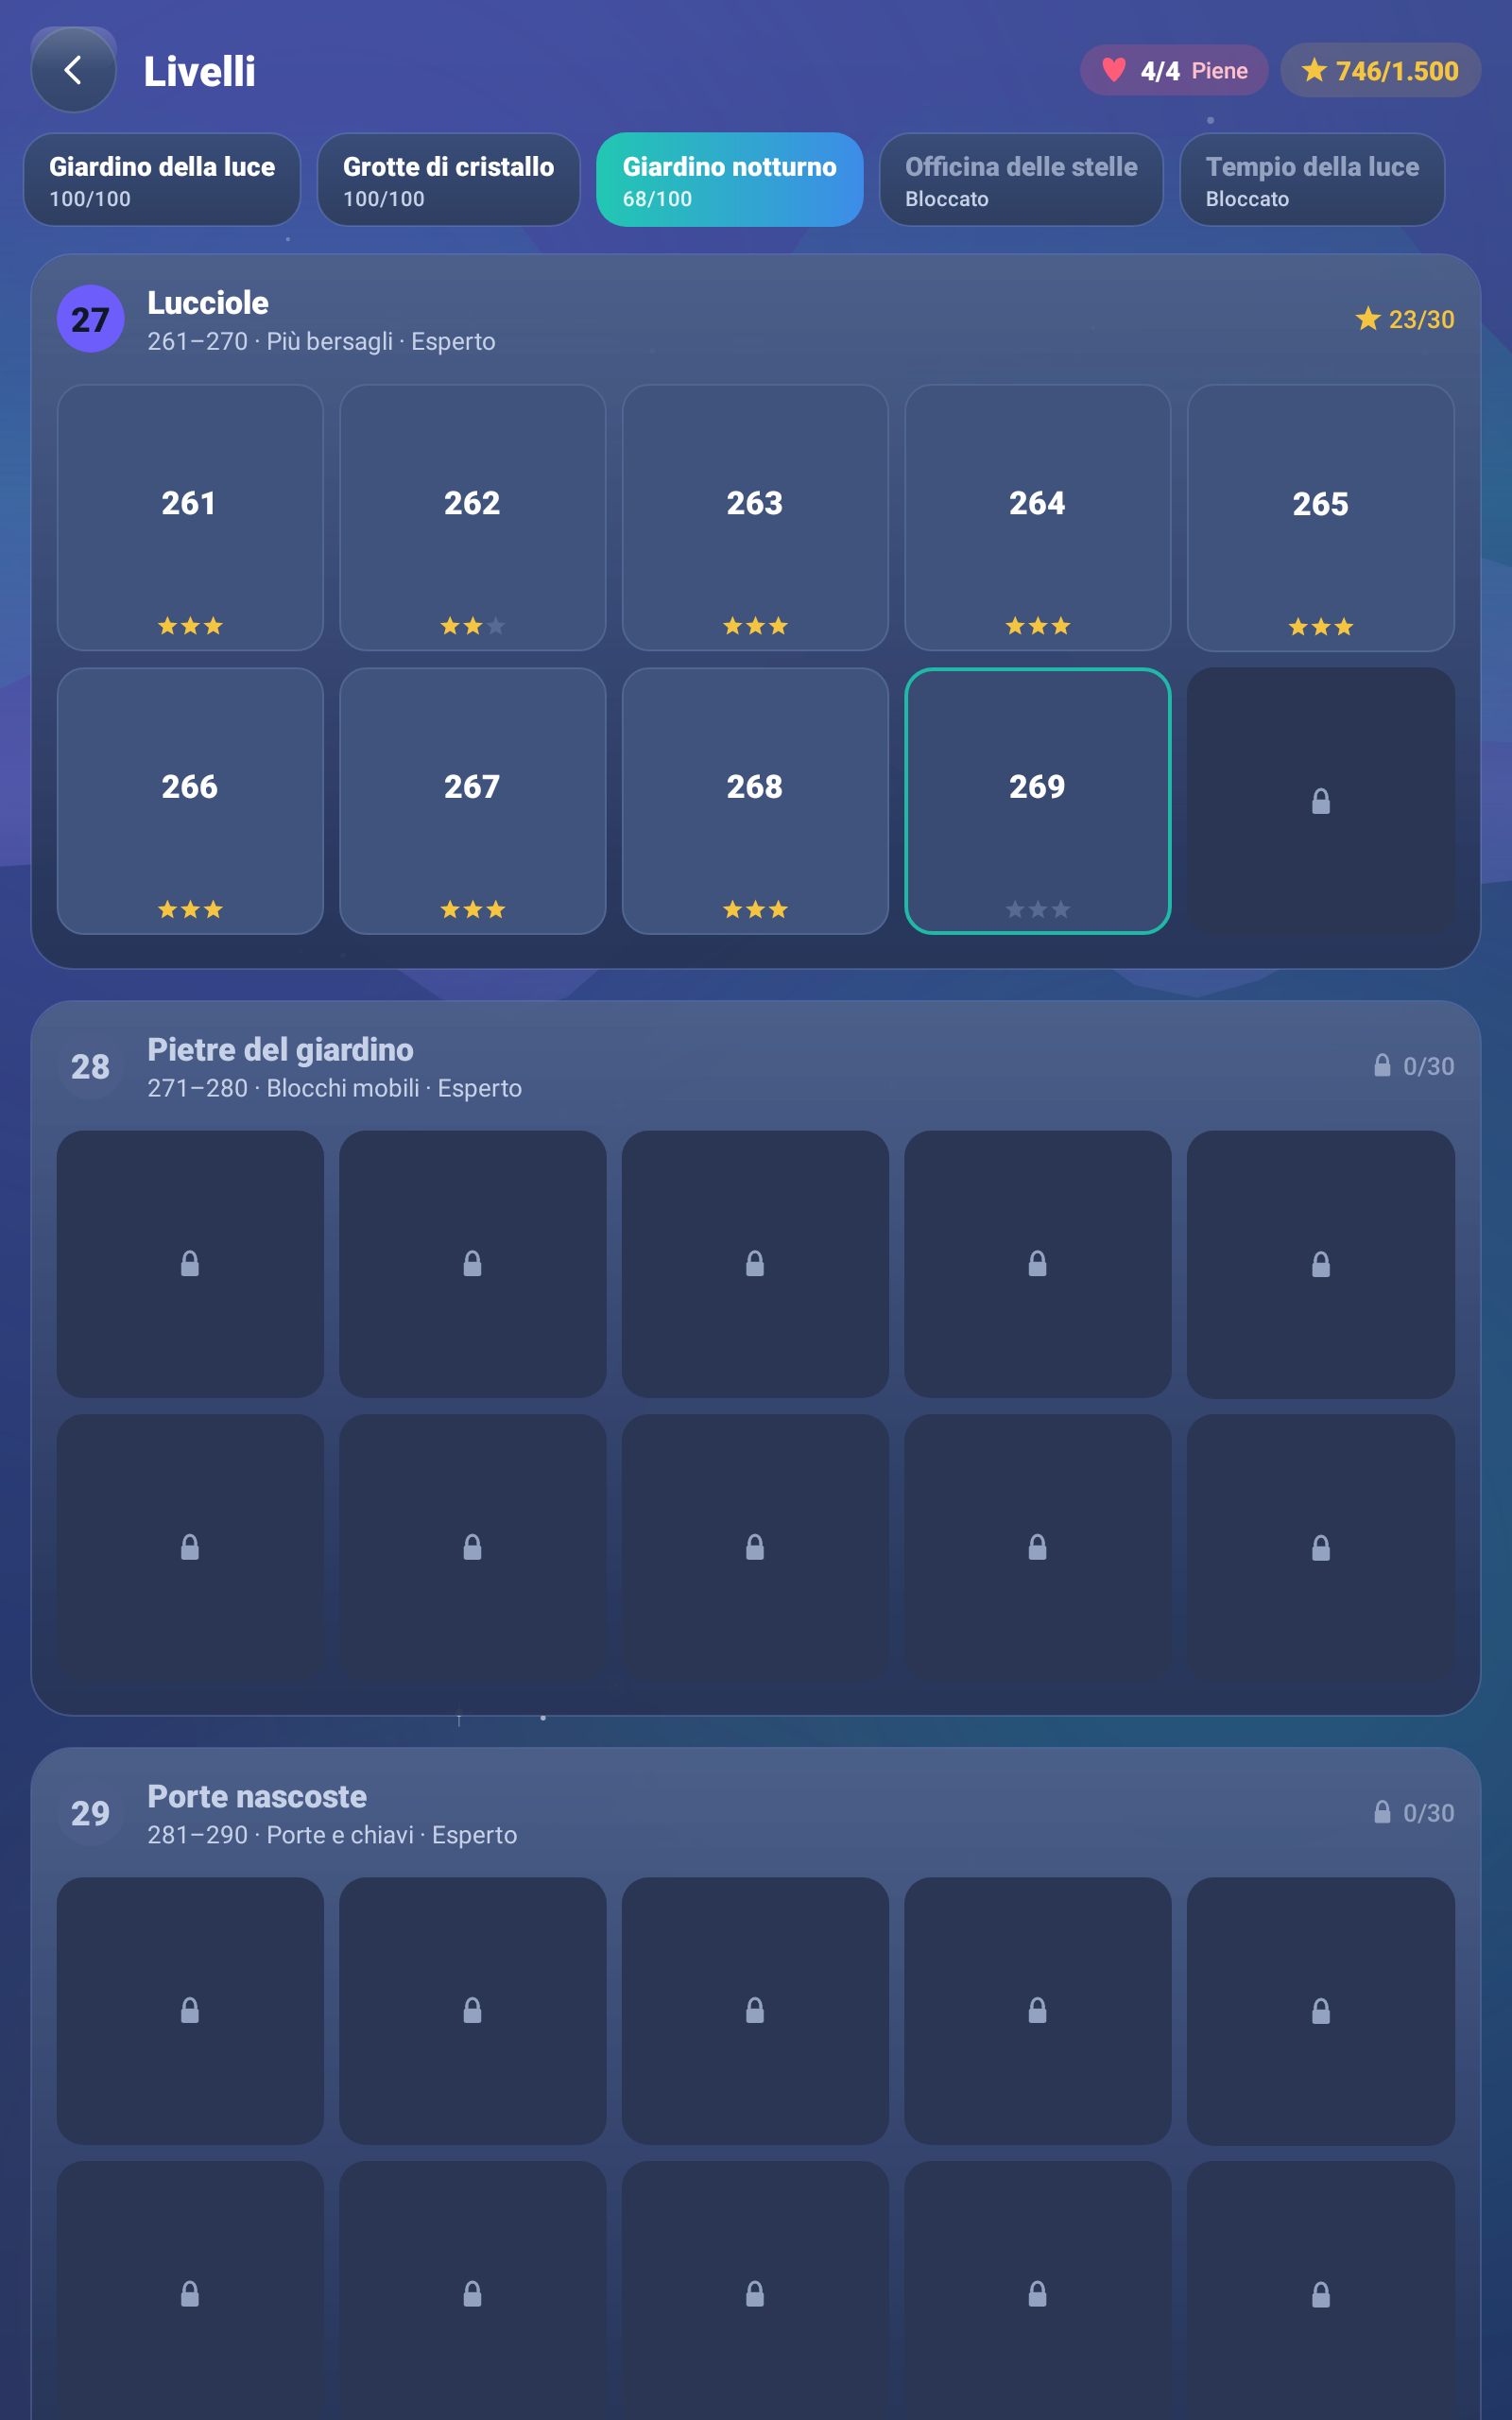 Livelli
4/4 Piene
746/1.500
Giardino della luce
100/100
Grotte di cristallo
100/100
Giardino notturno
68/100
Officina delle stelle
Bloccato
Tempio della luce
Bloccato
27
Lucciole
261–270 · Più bersagli · Esperto
23/30
261
262
263
264
265
266
267
268
269
28
Pietre del giardino
271–280 · Blocchi mobili · Esperto
0/30
29
Porte nascoste
281–290 · Porte e chiavi · Esperto
0/30